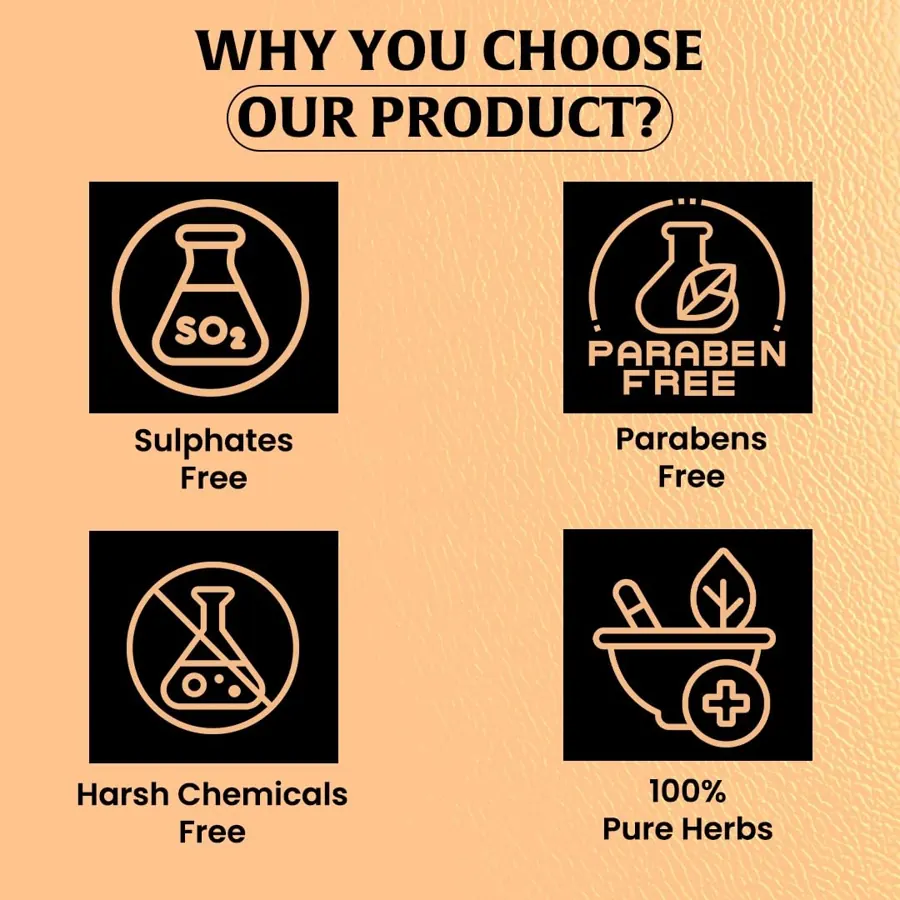 WHY YOU CHOOSE
OUR PRODUCT?
SO₂
Sulphates
Free
PARABEN
FREE
Parabens
Free
Harsh Chemicals
Free
100%
Pure Herbs